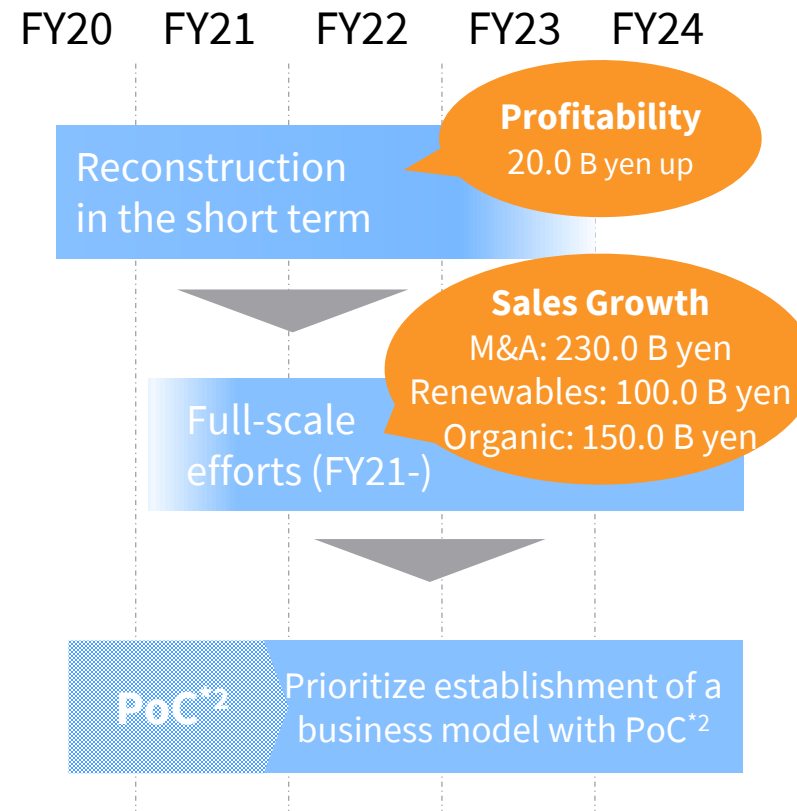 FY20 FY21 FY22 FY23 FY24
Profitability
20.0 B yen up
Reconstruction
in the short term
Sales Growth
M&A: 230.0 B yen
Renewables: 100.0 B yen
Organic: 150.0 B yen
Full-scale
efforts (FY21-)
PoC*2
Prioritize establishment of a
business model with PoC*2